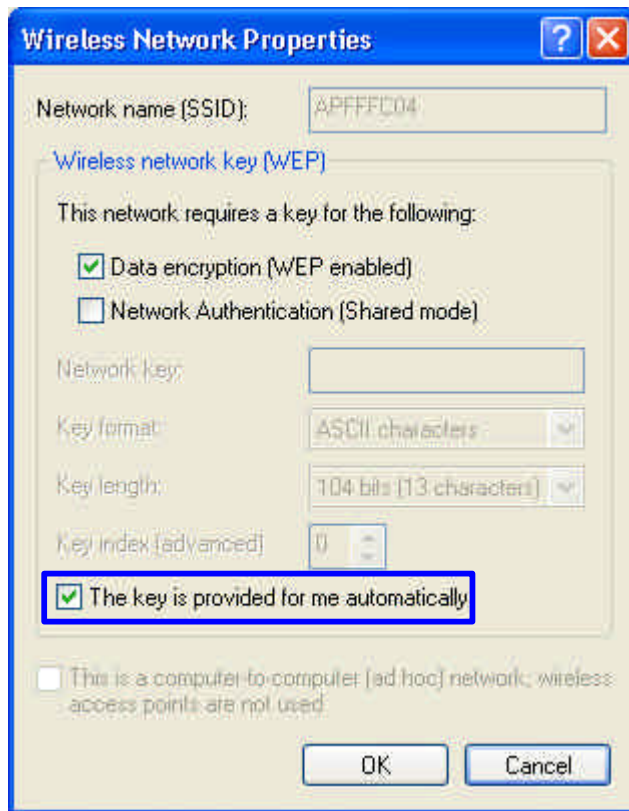 Wireless Network Properties
Network name (SSID): APFFFC04
Wireless network key (WEP)
This network requires a key for the following:
Data encryption (WEP enabled)
Network Authentication (Shared mode)
Network key:
Key format: ASCII characters
Key length: 104 bits (13 characters)
Key index (advanced) 0
The key is provided for me automatically
This is a computer-to-computer (ad hoc) network; wireless
access points are not used
OK Cancel